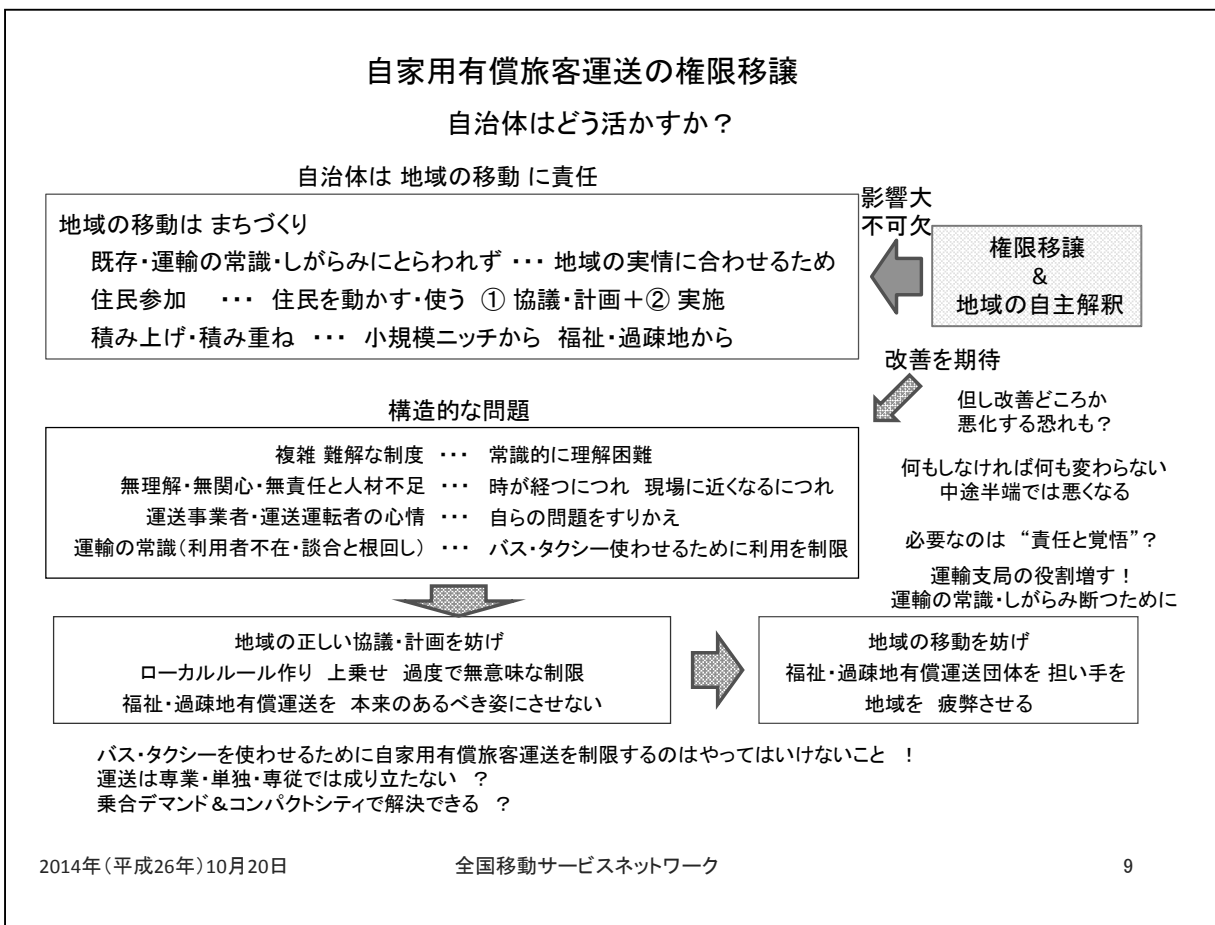 自家用有償旅客運送の権限移譲
自治体はどう活かすか？
自治体は 地域の移動 に責任
地域の移動は まちづくり
既存・運輸の常識・しがらみにとらわれず ・・・ 地域の実情に合わせるため
住民参加 ・・・ 住民を動かす・使う ① 協議・計画＋② 実施
積み上げ・積み重ね ・・・ 小規模ニッチから 福祉・過疎地から
影響大
不可欠
権限移譲
＆
地域の自主解釈
改善を期待
但し改善どころか
悪化する恐れも？
何もしなければ何も変わらない
中途半端では悪くなる
必要なのは “責任と覚悟”？
運輸支局の役割増す！
運輸の常識・しがらみ断つために
構造的な問題
複雑 難解な制度 ・・・ 常識的に理解困難
無理解・無関心・無責任と人材不足 ・・・ 時が経つにつれ 現場に近くなるにつれ
運送事業者・運送運転者の心情 ・・・ 自らの問題をすりかえ
運輸の常識（利用者不在・談合と根回し） ・・・ バス・タクシー使わせるために利用を制限
地域の正しい協議・計画を妨げ
ローカルルール作り 上乗せ 過度で無意味な制限
福祉・過疎地有償運送を 本来のあるべき姿にさせない
地域の移動を妨げ
福祉・過疎地有償運送団体を 担い手を
地域を 疲弊させる
バス・タクシーを使わせるために自家用有償旅客運送を制限するのはやってはいけないこと ！
運送は専業・単独・専従では成り立たない ？
乗合デマンド＆コンパクトシティで解決できる ？
2014年（平成26年）10月20日 全国移動サービスネットワーク 9